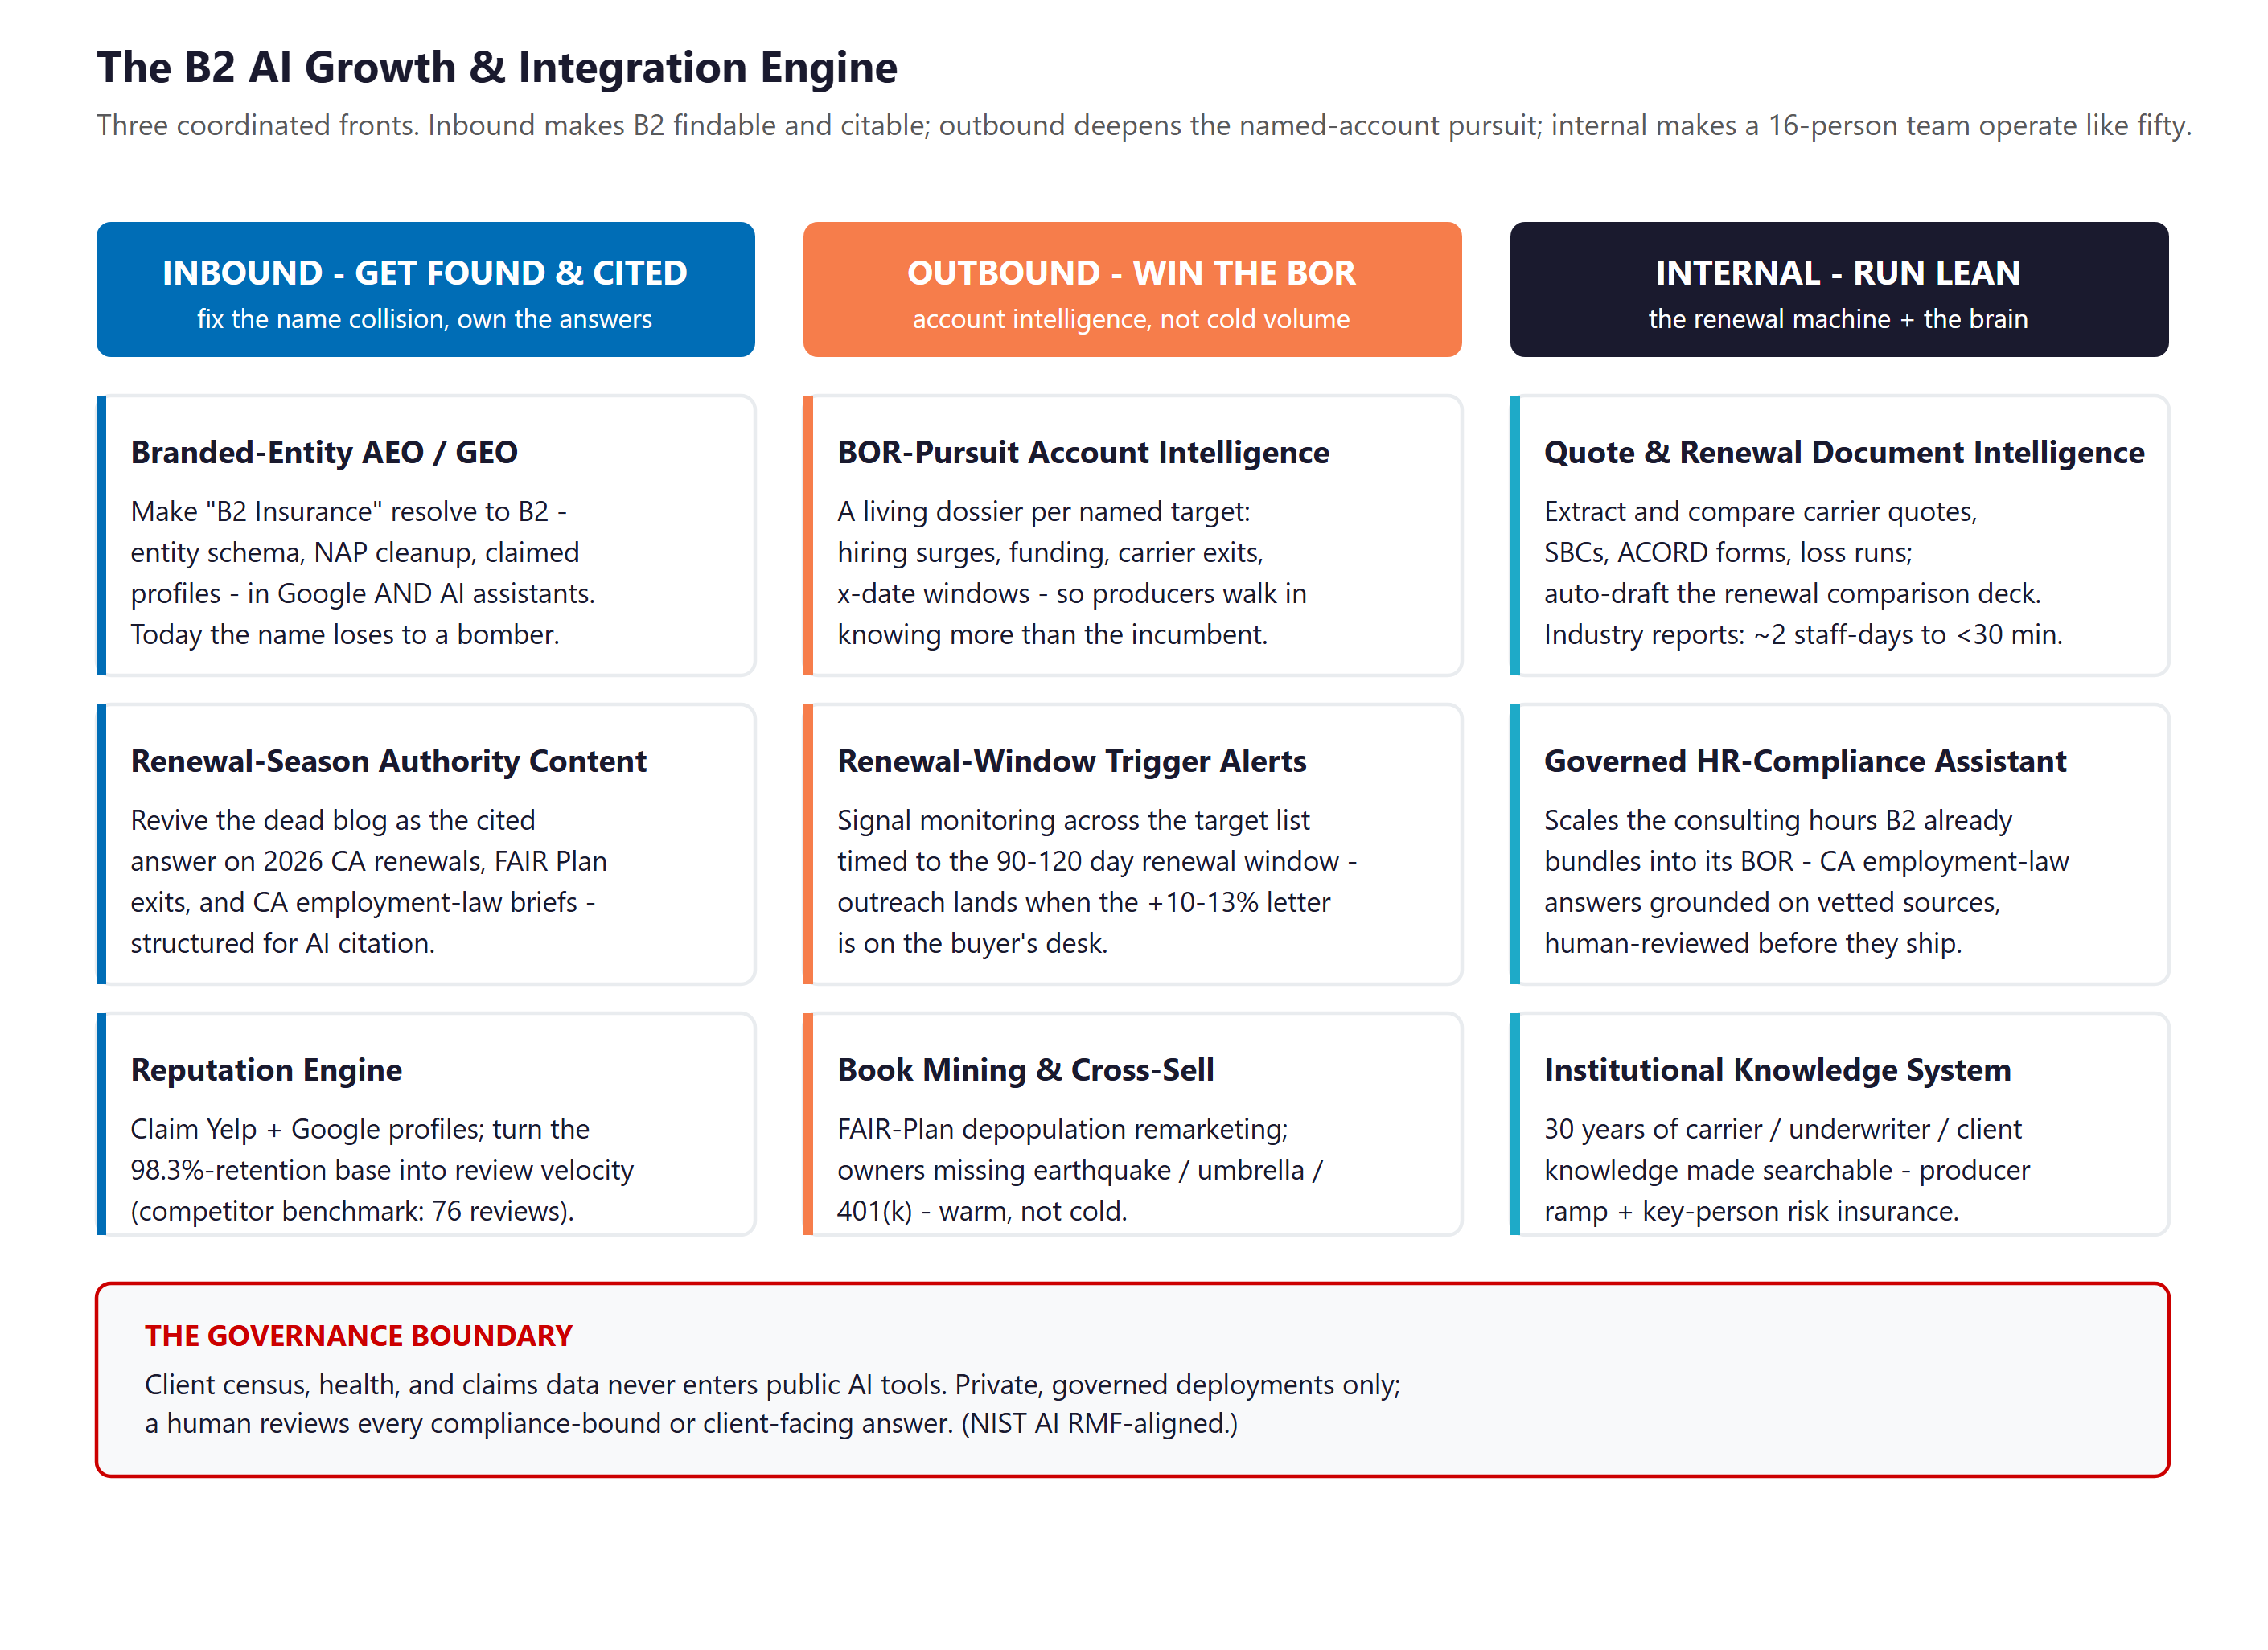 The B2 AI Growth & Integration Engine
Three coordinated fronts. Inbound makes B2 findable and citable; outbound deepens the named-account pursuit; internal makes a 16-person team operate like fifty.
INBOUND - GET FOUND & CITED
fix the name collision, own the answers
Branded-Entity AEO / GEO
Make "B2 Insurance" resolve to B2 -
entity schema, NAP cleanup, claimed
profiles - in Google AND AI assistants.
Today the name loses to a bomber.
Renewal-Season Authority Content
Revive the dead blog as the cited
answer on 2026 CA renewals, FAIR Plan
exits, and CA employment-law briefs -
structured for AI citation.
Reputation Engine
Claim Yelp + Google profiles; turn the
98.3%-retention base into review velocity
(competitor benchmark: 76 reviews).
OUTBOUND - WIN THE BOR
account intelligence, not cold volume
BOR-Pursuit Account Intelligence
A living dossier per named target:
hiring surges, funding, carrier exits,
x-date windows - so producers walk in
knowing more than the incumbent.
Renewal-Window Trigger Alerts
Signal monitoring across the target list
timed to the 90-120 day renewal window -
outreach lands when the +10-13% letter
is on the buyer's desk.
Book Mining & Cross-Sell
FAIR-Plan depopulation remarketing;
owners missing earthquake / umbrella /
401(k) - warm, not cold.
INTERNAL - RUN LEAN
the renewal machine + the brain
Quote & Renewal Document Intelligence
Extract and compare carrier quotes,
SBCs, ACORD forms, loss runs;
auto-draft the renewal comparison deck.
Industry reports: ~2 staff-days to <30 min.
Governed HR-Compliance Assistant
Scales the consulting hours B2 already
bundles into its BOR - CA employment-law
answers grounded on vetted sources,
human-reviewed before they ship.
Institutional Knowledge System
30 years of carrier / underwriter / client
knowledge made searchable - producer
ramp + key-person risk insurance.
THE GOVERNANCE BOUNDARY
Client census, health, and claims data never enters public AI tools. Private, governed deployments only;
a human reviews every compliance-bound or client-facing answer. (NIST AI RMF-aligned.)